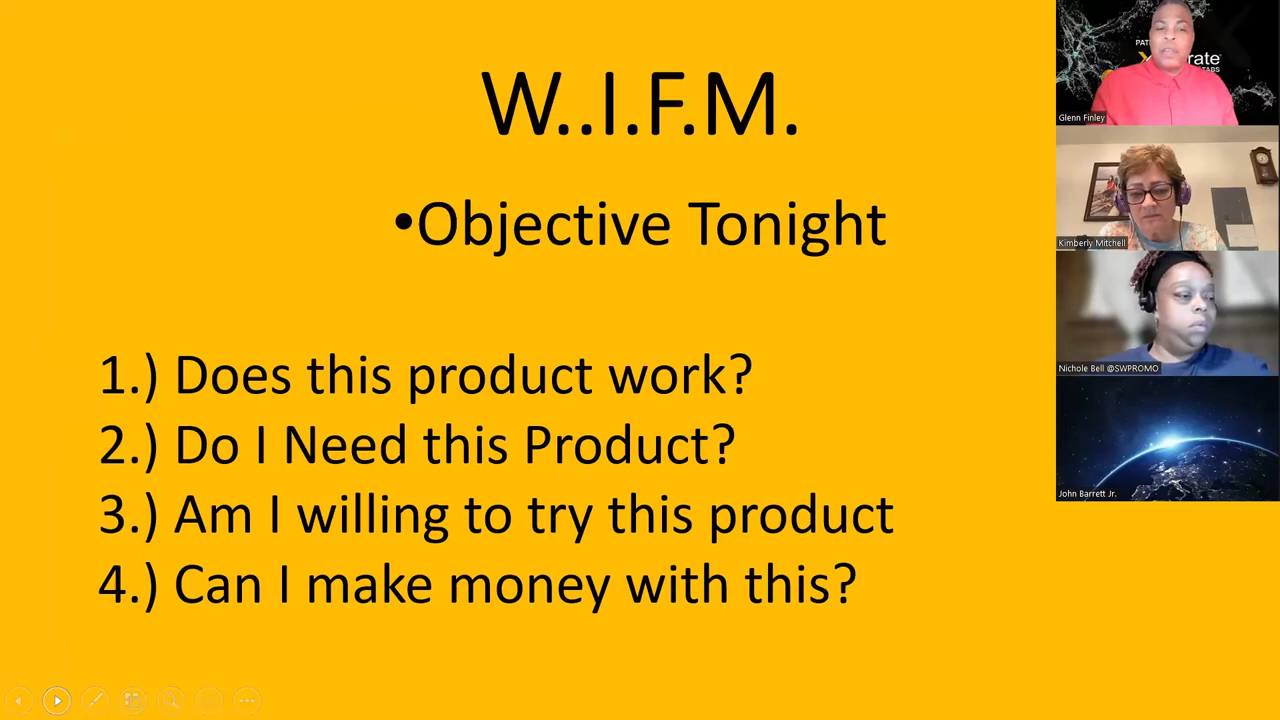 W..I.F.M.
•Objective Tonight
1.) Does this product work?
2.) Do I Need this Product?
3.) Am I willing to try this product
4.) Can I make money with this?
Glenn Finley
Kimberly Mitchell
Nichole Bell @SWPROMO
John Barrett Jr.